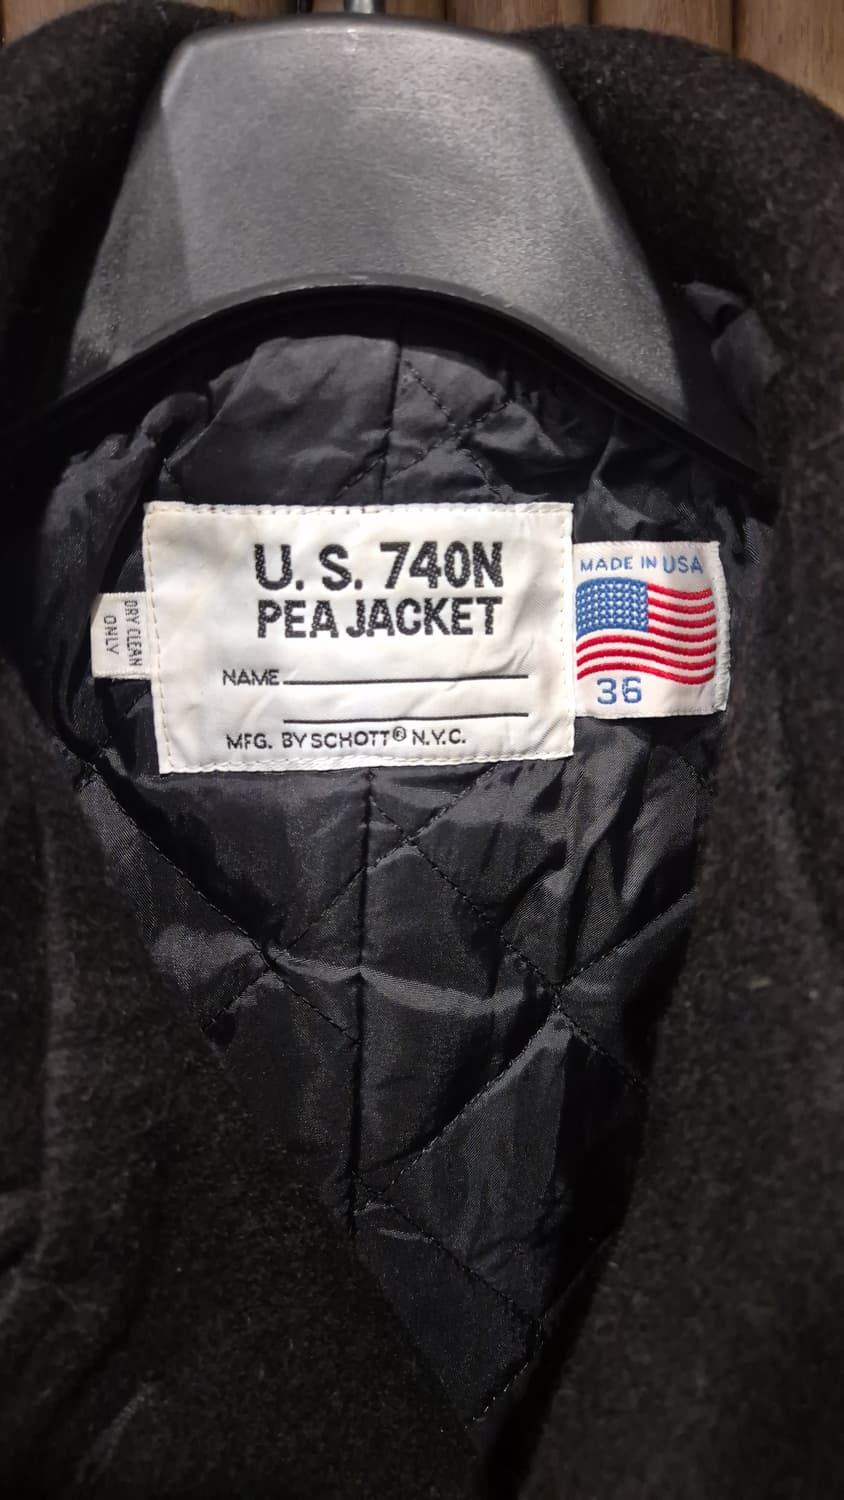 U. S. 740N
PEA JACKET
NAME
MFG. BY SCHOTT® N.Y.C.
MADE IN USA
36
DRY CLEAN
ONLY